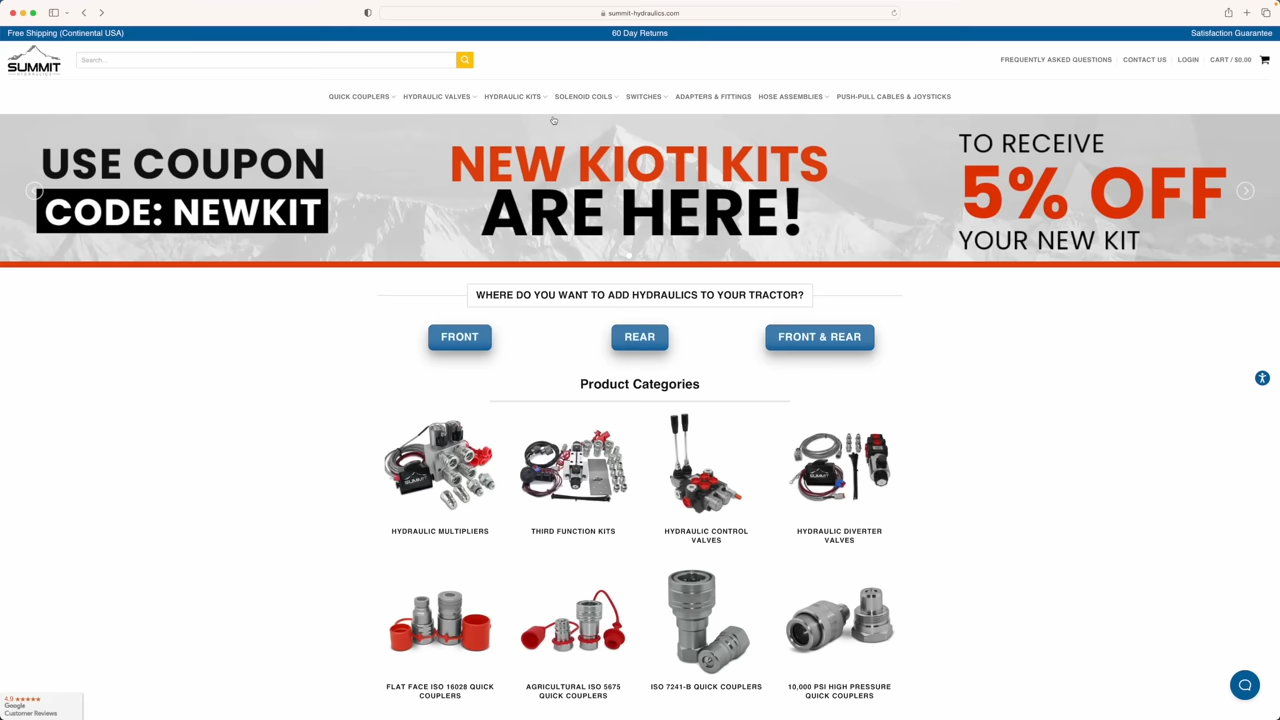 summit-hydraulics.com
Free Shipping (Continental USA)
60 Day Returns
Satisfaction Guarantee
SUMMIT
HYDRAULICS
Search...
FREQUENTLY ASKED QUESTIONS
CONTACT US
LOGIN
CART / $0.00
QUICK COUPLERS
HYDRAULIC VALVES
HYDRAULIC KITS
SOLENOID COILS
SWITCHES
ADAPTERS & FITTINGS
HOSE ASSEMBLIES
PUSH-PULL CABLES & JOYSTICKS
USE COUPON
CODE: NEWKIT
NEW KIOTI KITS
ARE HERE!
TO RECEIVE
5% OFF
YOUR NEW KIT
WHERE DO YOU WANT TO ADD HYDRAULICS TO YOUR TRACTOR?
FRONT
REAR
FRONT & REAR
Product Categories
SUMMIT
SUMMIT
HYDRAULIC MULTIPLIERS
THIRD FUNCTION KITS
HYDRAULIC CONTROL
VALVES
HYDRAULIC DIVERTER
VALVES
FLAT FACE ISO 16028 QUICK
COUPLERS
AGRICULTURAL ISO 5675
QUICK COUPLERS
ISO 7241-B QUICK COUPLERS
10,000 PSI HIGH PRESSURE
QUICK COUPLERS
4.9
Google
Customer Reviews